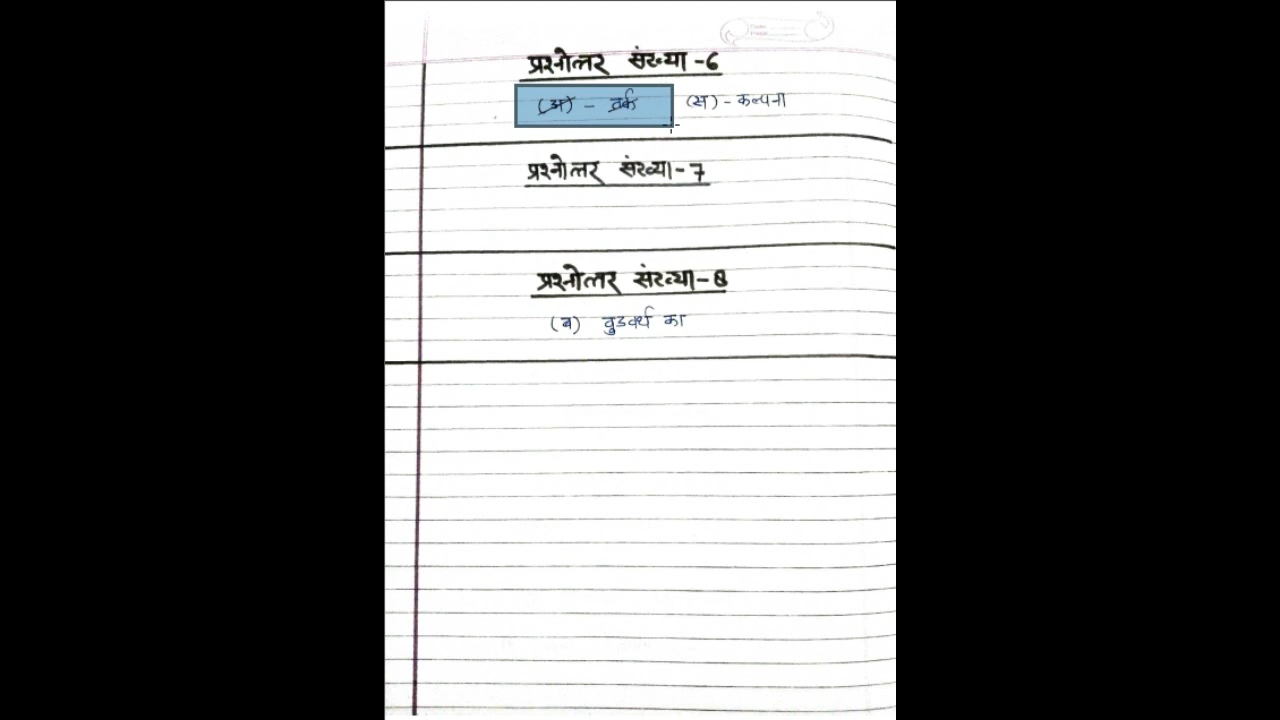 प्रश्नोत्तर संख्या -6
(अ) - तर्क (स) - कल्पना
प्रश्नोत्तर संख्या - 7
प्रश्नोत्तर संख्या - 8
(ब) वुडवर्थ का